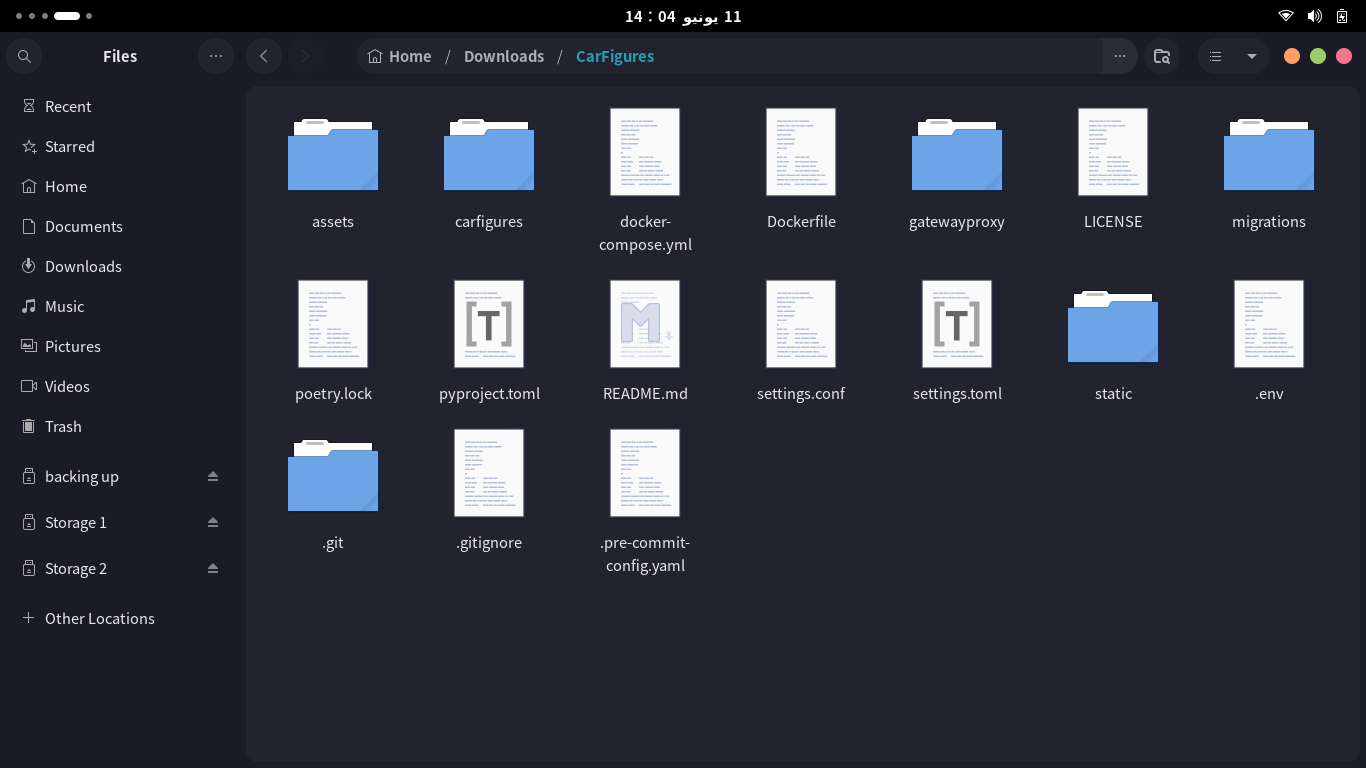 14 : 04 11 يونيو
Files
Home / Downloads / CarFigures
Recent
Starred
Home
Documents
Downloads
Music
Pictures
Videos
Trash
backing up
Storage 1
Storage 2
Other Locations
assets
carfigures
docker-
compose.yml
Dockerfile
gatewayproxy
LICENSE
migrations
poetry.lock
pyproject.toml
README.md
settings.conf
settings.toml
static
.env
.git
.gitignore
.pre-commit-
config.yaml